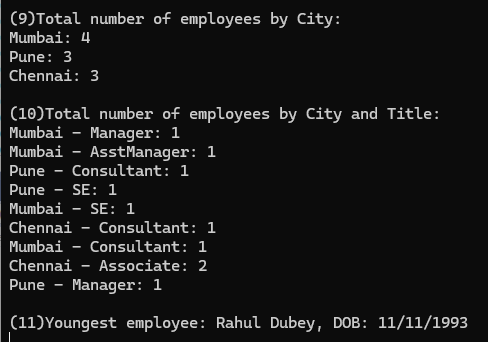 (9)Total number of employees by City:
Mumbai: 4
Pune: 3
Chennai: 3
(10)Total number of employees by City and Title:
Mumbai - Manager: 1
Mumbai - AsstManager: 1
Pune - Consultant: 1
Pune - SE: 1
Mumbai - SE: 1
Chennai - Consultant: 1
Mumbai - Consultant: 1
Chennai - Associate: 2
Pune - Manager: 1
(11)Youngest employee: Rahul Dubey, DOB: 11/11/1993